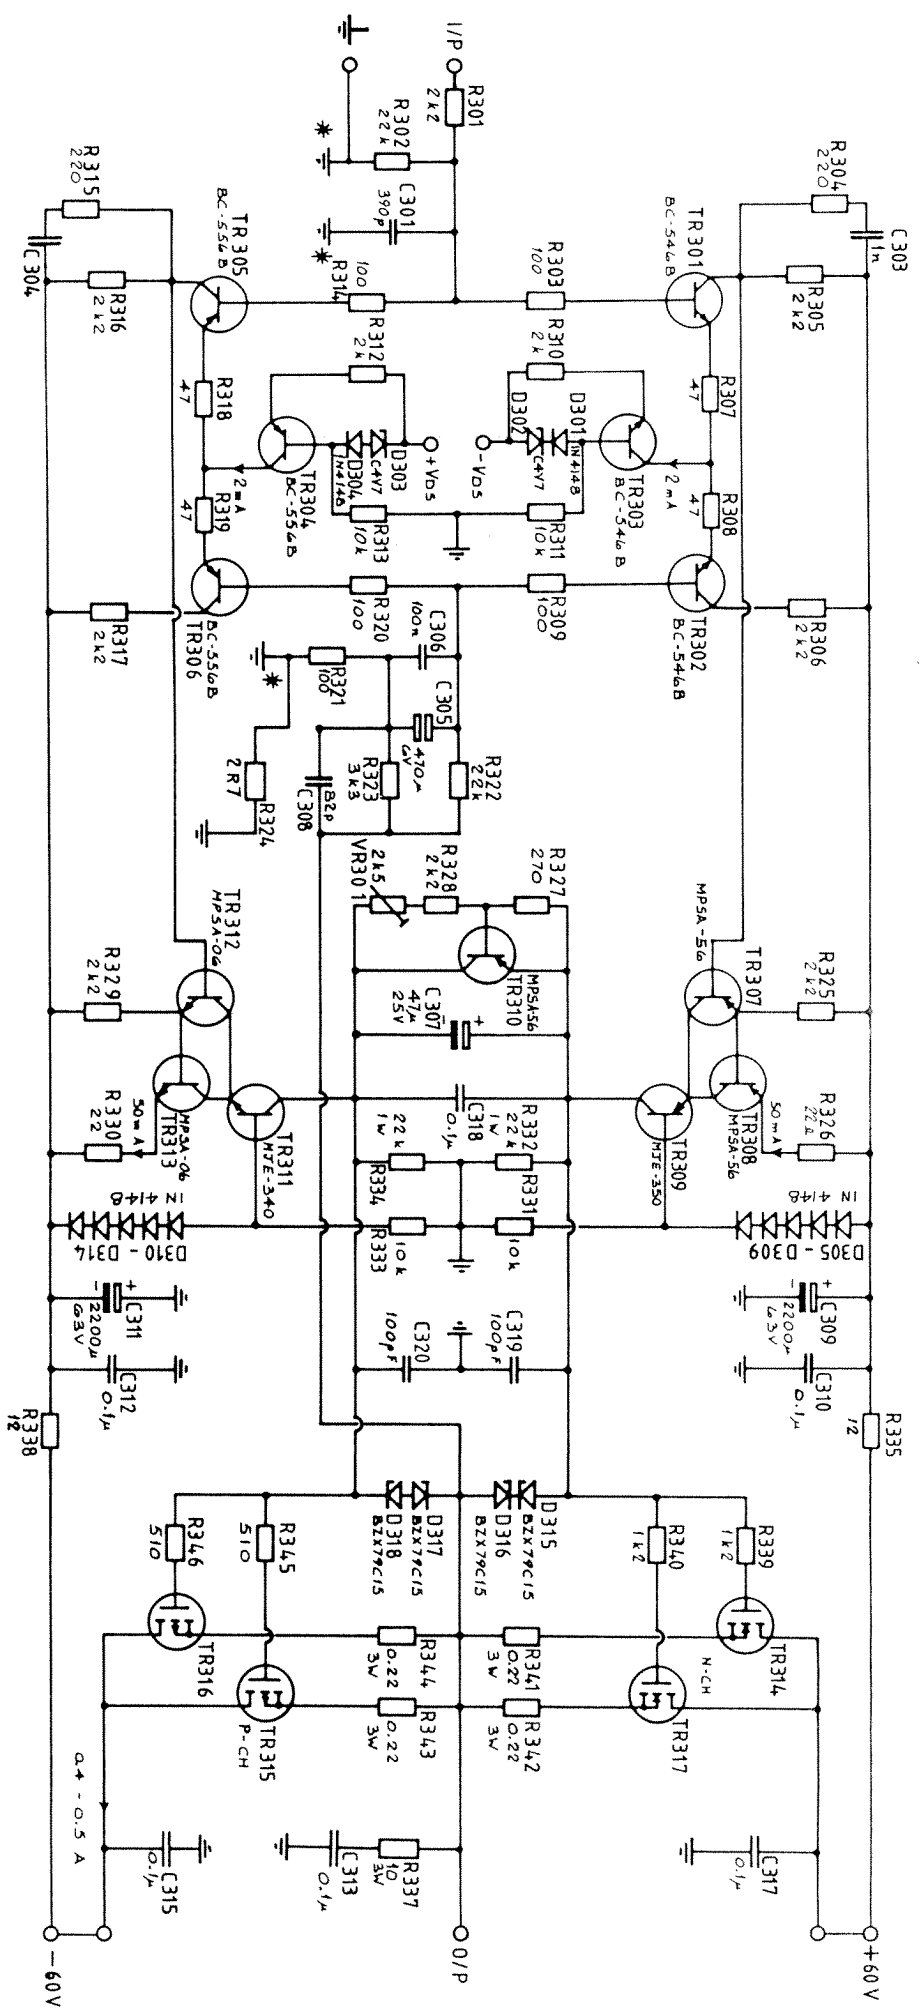 I/P
R301
2k2
R302
22k
*
C301
390p
*
R304
220
C303
1n
R305
2k2
TR301
BC-546B
R303
100
R314
100
TR305
BC-556B
R315
220
C304
R316
2k2
R307
47
R310
2k
D302
C4V7
D301
1N4148
TR303
BC-546B
2mA
-VDS
R308
47
R311
10k
R312
2k
D303
C4V7
D304
1N4148
+VDS
TR304
BC-556B
2mA
R313
10k
R318
47
R319
47
R306
2k2
TR302
BC-546B
R309
100
R320
100
BC-556B
TR306
R317
2k2
C306
100n
R321
100
*
C305
470µ
6V
R322
22k
R323
3k3
82p
C308
2R7
R324
R327
270
R328
2k2
2k5
VR301
MPSA-56
TR310
C307
47µ
25V
+
-
MPSA-56
TR307
R325
2k2
TR308
MPSA-56
50mA
R326
22Ω
TR312
MPSA-06
R329
2k2
MPSA-06
TR313
50mA
R330
22
TR309
MJE-350
TR311
MJE-340
C318
0.1µ
R332
22k
1W
22k
1W
R334
R331
10k
R333
10k
1N 4148
D305-D309
1N 4148
D310-D314
C309
2200µ
63V
+
-
C310
0.1µ
C311
2200µ
63V
+
-
C312
0.1µ
C319
100pF
C320
100pF
R335
12
R338
12
D315
BZX79C15
D316
BZX79C15
D317
BZX79C15
D318
BZX79C15
R339
1k2
R340
1k2
R345
510
R346
510
TR314
N-CH
TR317
TR316
TR315
P-CH
R341
0.22
3W
R342
0.22
3W
R344
0.22
3W
R343
0.22
3W
R337
10
3W
C313
0.1µ
C317
0.1µ
C315
0.1µ
0.4 - 0.5 A
+60V
O/P
-60V